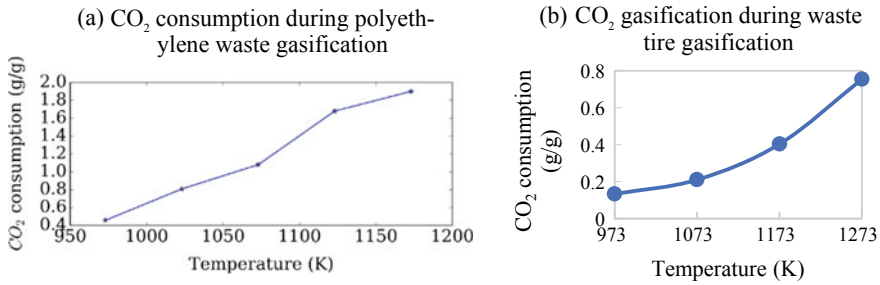 (a) CO₂ consumption during polyeth-
ylene waste gasification
CO₂ consumption (g/g)
2.0
1.8
1.6
1.4
1.2
1.0
0.8
0.6
0.4
950 1000 1050 1100 1150 1200
Temperature (K)
(b) CO₂ gasification during waste
tire gasification
CO₂ consumption
(g/g)
0.8
0.6
0.4
0.2
0
973 1073 1173 1273
Temperature (K)